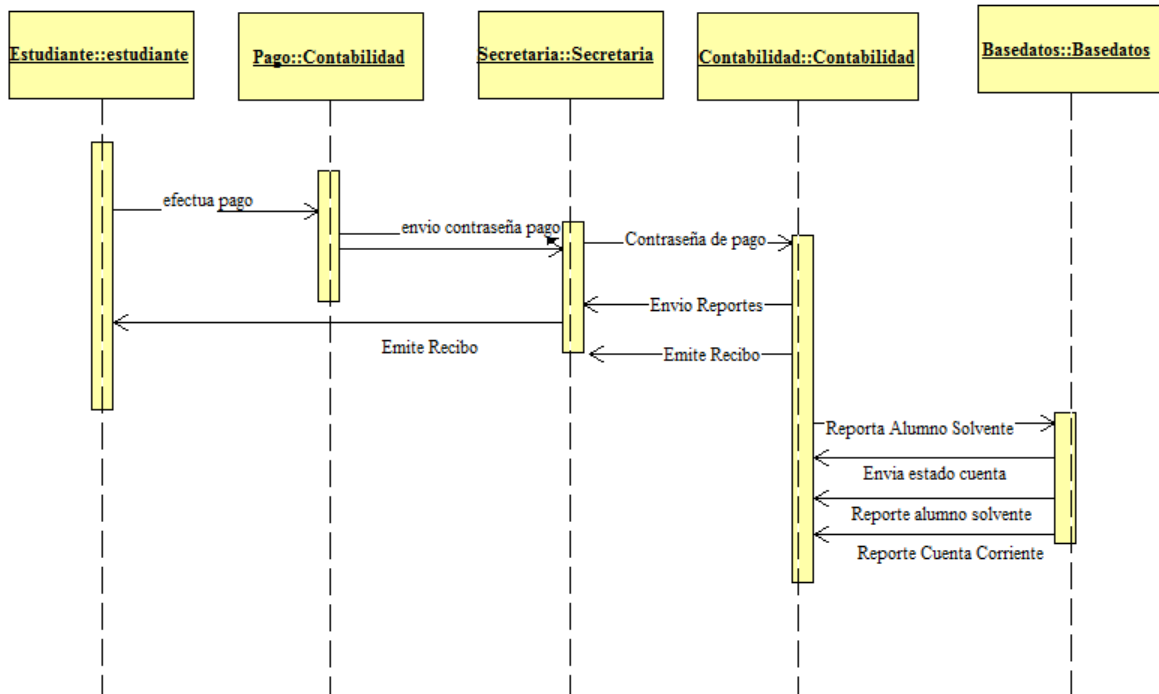 Estudiante::estudiante
Pago::Contabilidad
Secretaria::Secretaria
Contabilidad::Contabilidad
Basedatos::Basedatos
efectua pago
envio contraseña pago
Contraseña de pago
Envio Reportes
Emite Recibo
Emite Recibo
Reporta Alumno Solvente
Envia estado cuenta
Reporte alumno solvente
Reporte Cuenta Corriente